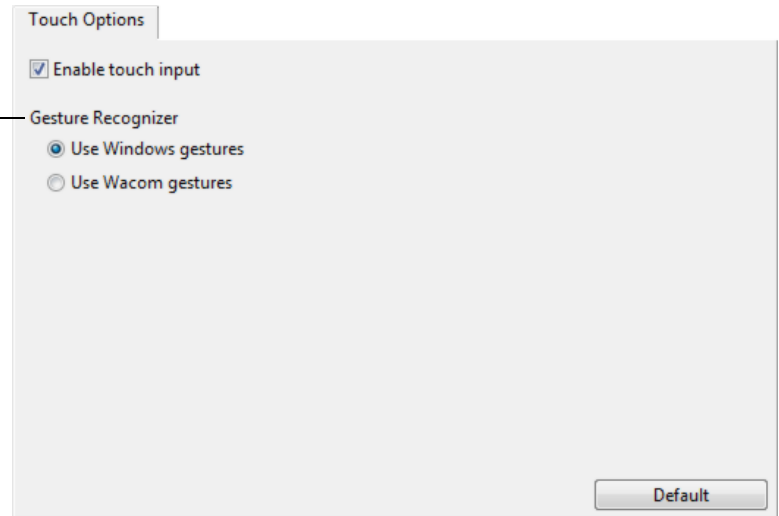 Touch Options
Enable touch input
Gesture Recognizer
Use Windows gestures
Use Wacom gestures
Default